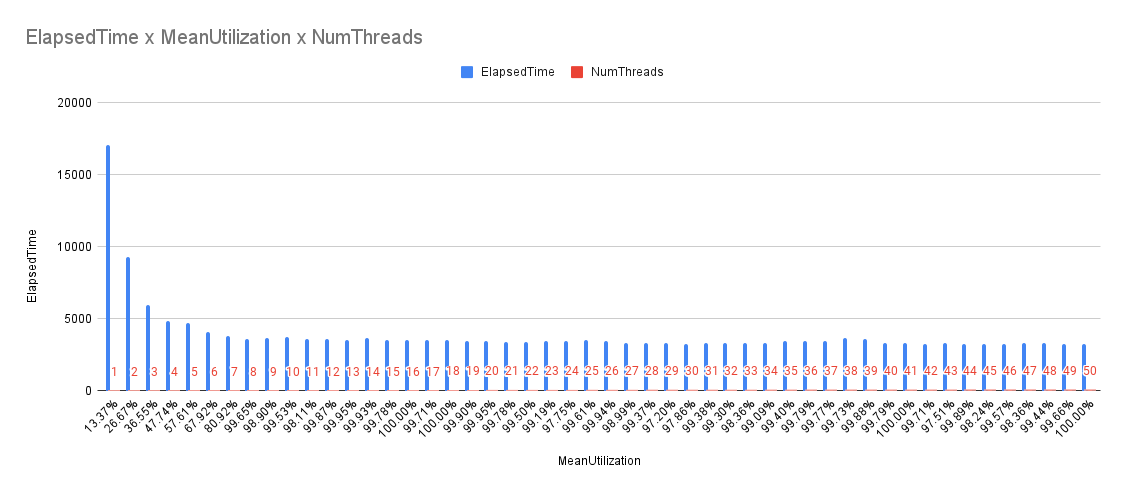 ElapsedTime x MeanUtilization x NumThreads
ElapsedTime NumThreads
20000
15000
10000
5000
0
ElapsedTime
1 2 3 4 5 6 7 8 9 10 11 12 13 14 15 16 17 18 19 20 21 22 23 24 25 26 27 28 29 30 31 32 33 34 35 36 37 38 39 40 41 42 43 44 45 46 47 48 49 50
13.37% 26.67% 36.55% 47.74% 57.61% 67.92% 80.92% 99.65% 98.90% 99.53% 98.11% 99.87% 99.95% 99.93% 99.78% 100.00% 99.71% 100.00% 99.90% 99.95% 99.78% 99.50% 99.19% 97.75% 99.61% 99.94% 98.99% 99.37% 97.20% 97.86% 99.38% 99.30% 98.36% 99.09% 99.40% 99.79% 99.77% 99.73% 99.88% 99.79% 100.00% 99.71% 97.51% 99.89% 98.24% 99.57% 98.36% 99.44% 99.66% 100.00%
MeanUtilization